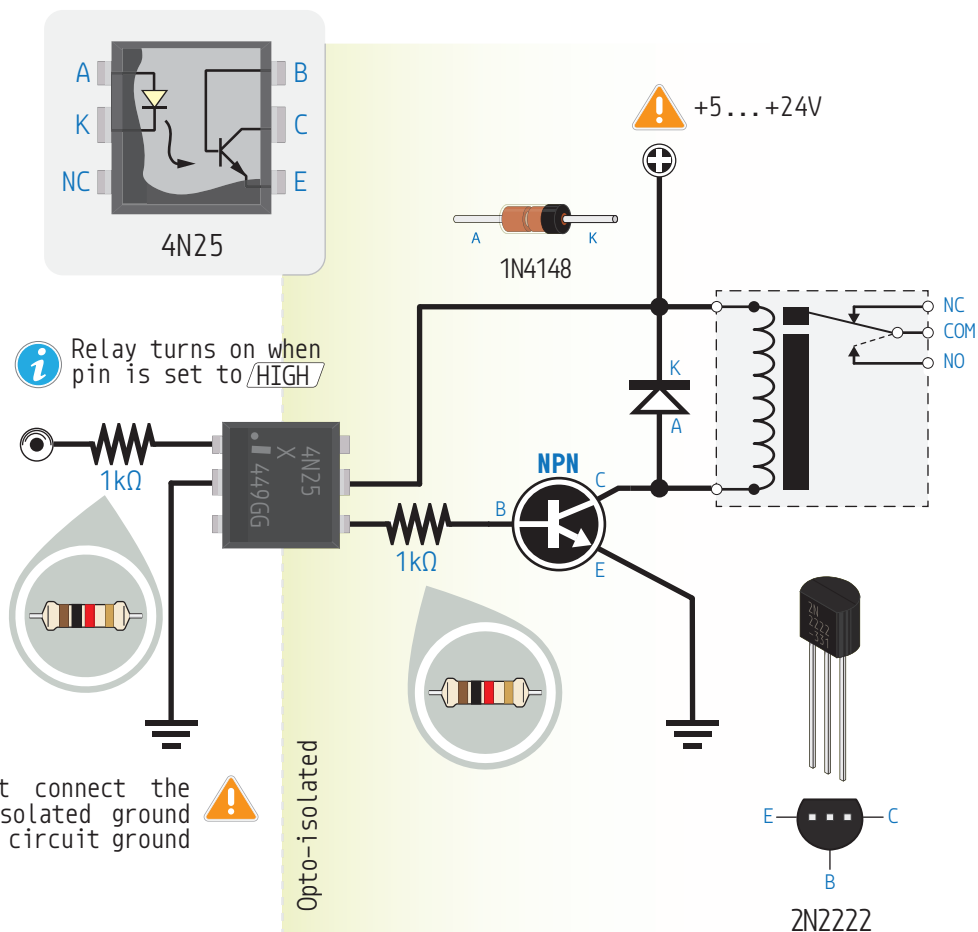 A
B
K
C
NC
E
4N25
+5...+24V
A
K
1N4148
NC
COM
NO
Relay turns on when
pin is set to HIGH
K
A
4N25
X
449GG
1kΩ
NPN
C
B
E
1kΩ
2N
2222
-331
connect the
ground
circuit ground
Opto-isolated
E
C
B
2N2222